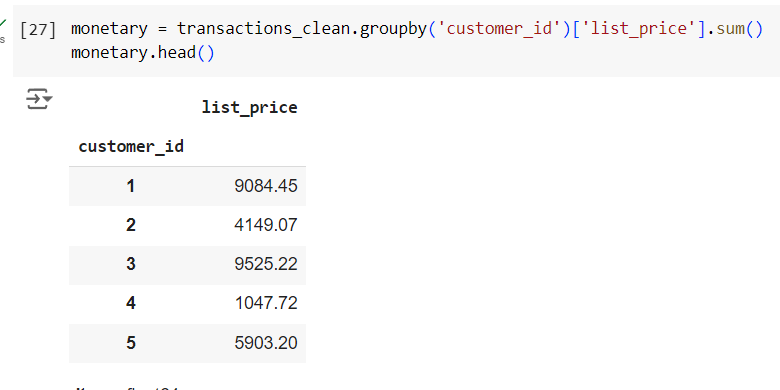 [27] monetary = transactions_clean.groupby('customer_id')['list_price'].sum()
monetary.head()
list_price
customer_id
1 9084.45
2 4149.07
3 9525.22
4 1047.72
5 5903.20